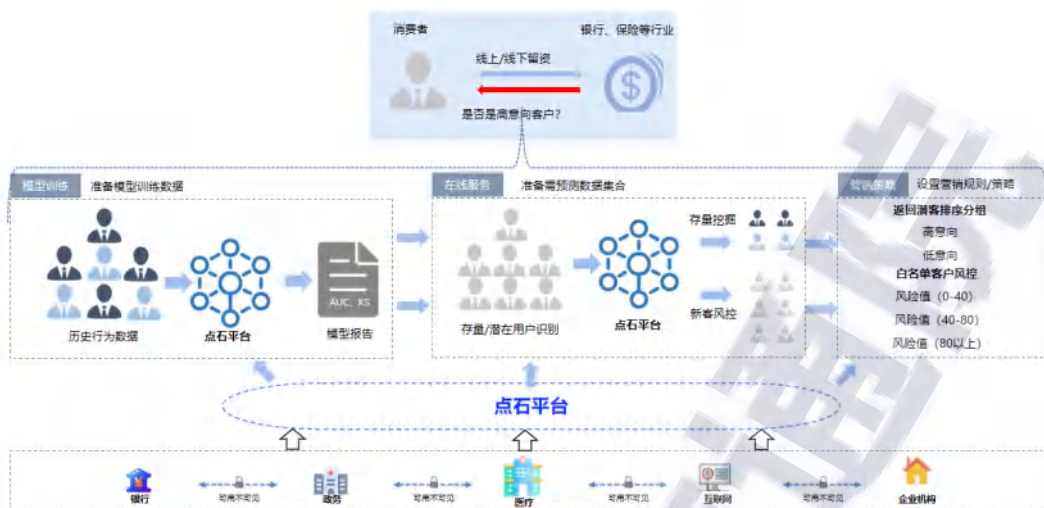 消费者
银行、保险等行业
线上/线下留资
是否是高意向客户?
模型训练
准备模型训练数据
在线服务
准备需预测数据集合
营销策略
设置营销规则/策略
历史行为数据
点石平台
AUC、KS
模型报告
存量/潜在用户识别
点石平台
存量挖掘
新客风控
返回潜客排序分组
高意向
低意向
白名单客户风控
风险值（0-40）
风险值（40-80）
风险值（80以上）
点石平台
银行
可用不可见
政务
可用不可见
医疗
可用不可见
互联网
可用不可见
企业机构